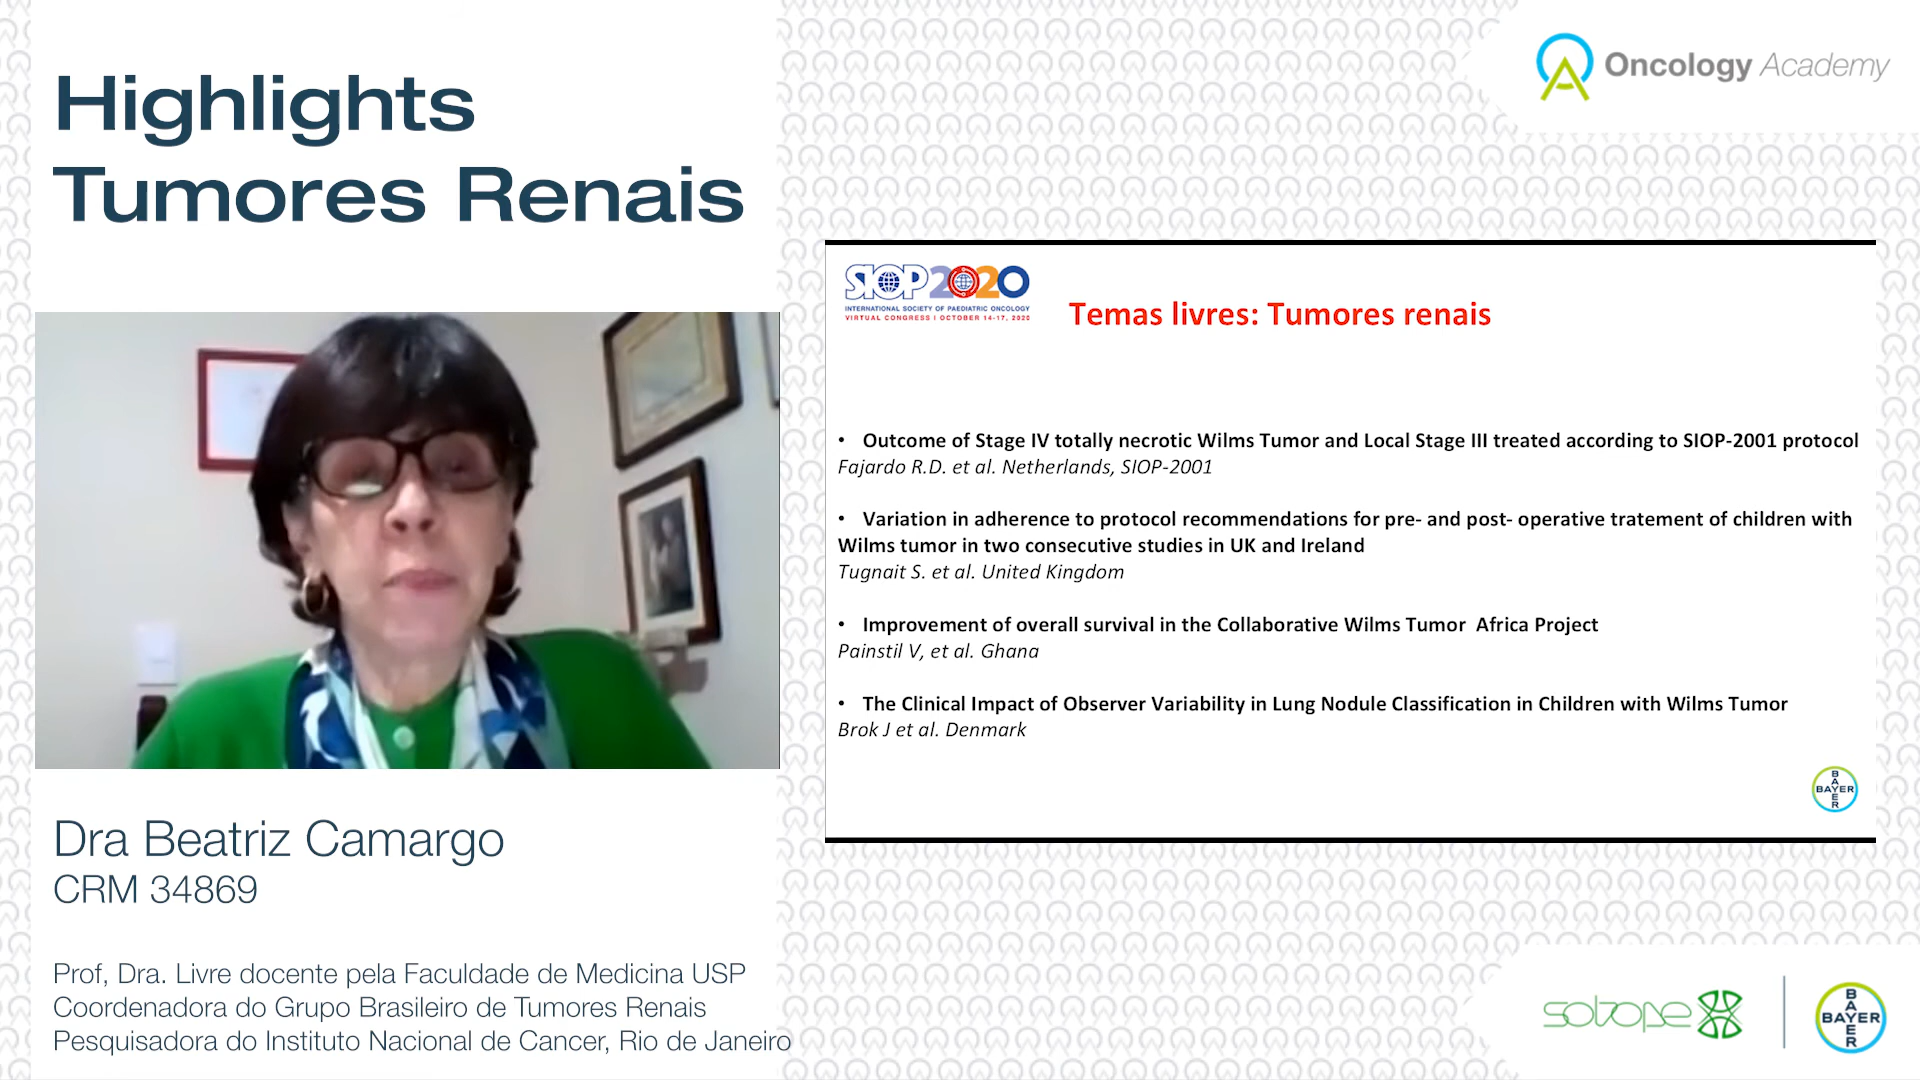 Highlights
Tumores Renais
Oncology Academy
SIOP2020
INTERNATIONAL SOCIETY OF PAEDIATRIC ONCOLOGY
VIRTUAL CONGRESS | OCTOBER 14-17, 2020
Temas livres: Tumores renais
• Outcome of Stage IV totally necrotic Wilms Tumor and Local Stage III treated according to SIOP-2001 protocol
Fajardo R.D. et al. Netherlands, SIOP-2001
• Variation in adherence to protocol recommendations for pre- and post- operative tratement of children with
Wilms tumor in two consecutive studies in UK and Ireland
Tugnait S. et al. United Kingdom
• Improvement of overall survival in the Collaborative Wilms Tumor Africa Project
Painstil V, et al. Ghana
• The Clinical Impact of Observer Variability in Lung Nodule Classification in Children with Wilms Tumor
Brok J et al. Denmark
BAYER
BAYER
Dra Beatriz Camargo
CRM 34869
Prof, Dra. Livre docente pela Faculdade de Medicina USP
Coordenadora do Grupo Brasileiro de Tumores Renais
Pesquisadora do Instituto Nacional de Cancer, Rio de Janeiro
sobope
BAYER
BAYER